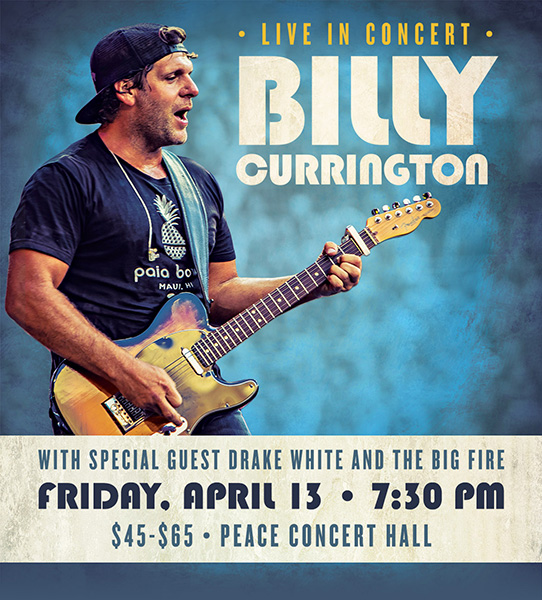 • LIVE IN CONCERT •
BILLY
CURRINGTON
paia bo
MAUI, HI
WITH SPECIAL GUEST DRAKE WHITE AND THE BIG FIRE
FRIDAY, APRIL 13 • 7:30 PM
$45-$65 • PEACE CONCERT HALL